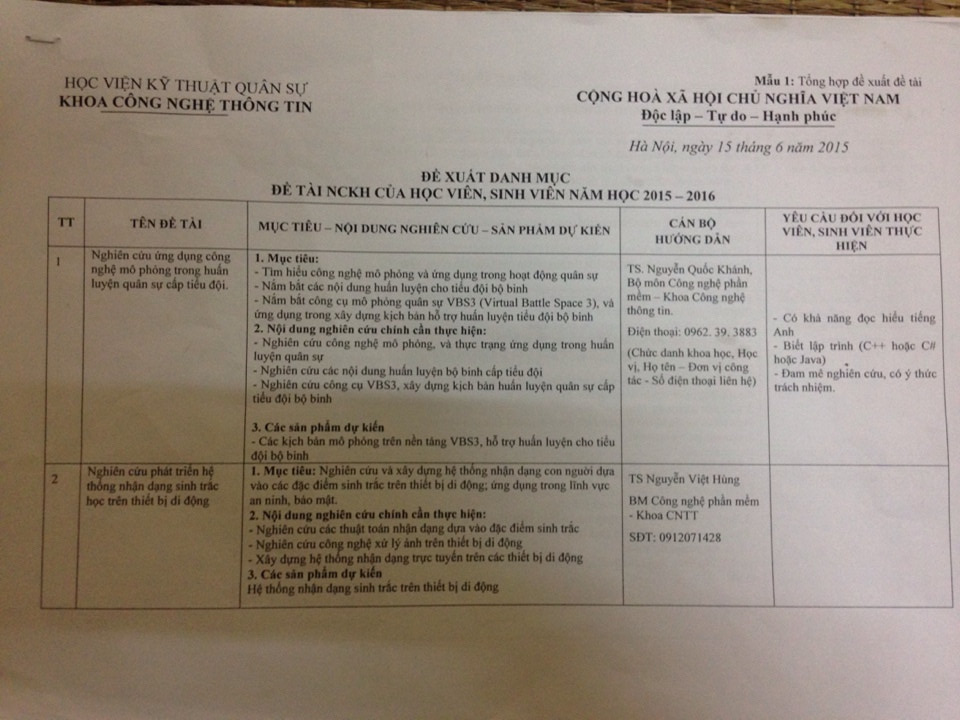 HỌC VIỆN KỸ THUẬT QUÂN SỰ
KHOA CÔNG NGHỆ THÔNG TIN
Mẫu 1: Tổng hợp đề xuất đề tài
CỘNG HOÀ XÃ HỘI CHỦ NGHĨA VIỆT NAM
Độc lập – Tự do – Hạnh phúc
Hà Nội, ngày 15 tháng 6 năm 2015
ĐỀ XUẤT DANH MỤC
ĐỀ TÀI NCKH CỦA HỌC VIÊN, SINH VIÊN NĂM HỌC 2015 – 2016
TT
TÊN ĐỀ TÀI
MỤC TIÊU – NỘI DUNG NGHIÊN CỨU – SẢN PHẨM DỰ KIẾN
CÁN BỘ
HƯỚNG DẪN
YÊU CẦU ĐỐI VỚI HỌC
VIÊN, SINH VIÊN THỰC
HIỆN
1
Nghiên cứu ứng dụng công
nghệ mô phỏng trong huấn
luyện quân sự cấp tiểu đội.
1. Mục tiêu:
- Tìm hiểu công nghệ mô phỏng và ứng dụng trong hoạt động quân sự
- Nắm bắt các nội dung huấn luyện cho tiểu đội bộ binh
- Nắm bắt công cụ mô phỏng quân sự VBS3 (Virtual Battle Space 3), và
ứng dụng trong xây dựng kịch bản hỗ trợ huấn luyện tiểu đội bộ binh
2. Nội dung nghiên cứu chính cần thực hiện:
- Nghiên cứu công nghệ mô phỏng, và thực trạng ứng dụng trong huấn
luyện quân sự
- Nghiên cứu các nội dung huấn luyện bộ binh cấp tiểu đội
- Nghiên cứu công cụ VBS3, xây dựng kịch bản huấn luyện quân sự cấp
tiểu đội bộ binh
3. Các sản phẩm dự kiến
- Các kịch bản mô phỏng trên nền tảng VBS3, hỗ trợ huấn luyện cho tiểu
đội bộ binh
TS. Nguyễn Quốc Khánh,
Bộ môn Công nghệ phần
mềm – Khoa Công nghệ
thông tin.
Điện thoại: 0962. 39. 3883
(Chức danh khoa học, Học
vị, Họ tên – Đơn vị công
tác - Số điện thoại liên hệ)
- Có khả năng đọc hiểu tiếng
Anh
- Biết lập trình (C++ hoặc C#
hoặc Java)
- Đam mê nghiên cứu, có ý thức
trách nhiệm.
2
Nghiên cứu phát triển hệ
thống nhận dạng sinh trắc
học trên thiết bị di động
1. Mục tiêu: Nghiên cứu và xây dựng hệ thống nhận dạng con người dựa
vào các đặc điểm sinh trắc trên thiết bị di động; ứng dụng trong lĩnh vực
an ninh, bảo mật.
2. Nội dung nghiên cứu chính cần thực hiện:
- Nghiên cứu các thuật toán nhận dạng dựa vào đặc điểm sinh trắc
- Nghiên cứu công nghệ xử lý ảnh trên thiết bị di động
- Xây dựng hệ thống nhận dạng trực tuyến trên các thiết bị di động
3. Các sản phẩm dự kiến
Hệ thống nhận dạng sinh trắc trên thiết bị di động
TS Nguyễn Việt Hùng
BM Công nghệ phần mềm
- Khoa CNTT
SĐT: 0912071428